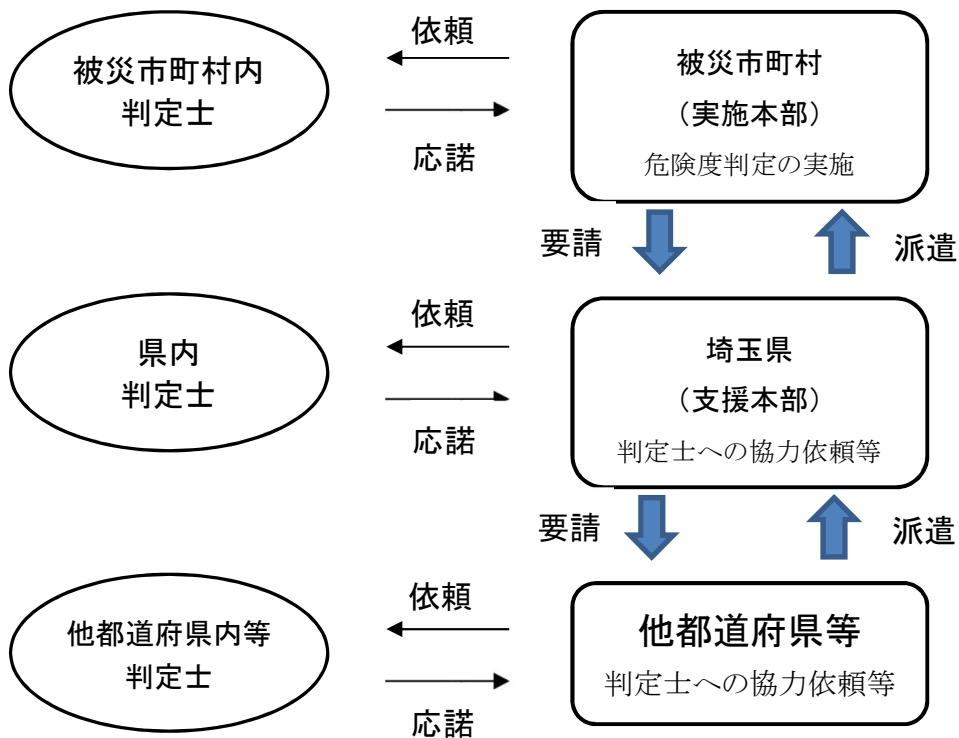 依頼
被災市町村内
判定士
応諾
被災市町村
（実施本部）
危険度判定の実施
要請
派遣
依頼
県内
判定士
応諾
埼玉県
（支援本部）
判定士への協力依頼等
要請
派遣
依頼
他都道府県内等
判定士
応諾
他都道府県等
判定士への協力依頼等